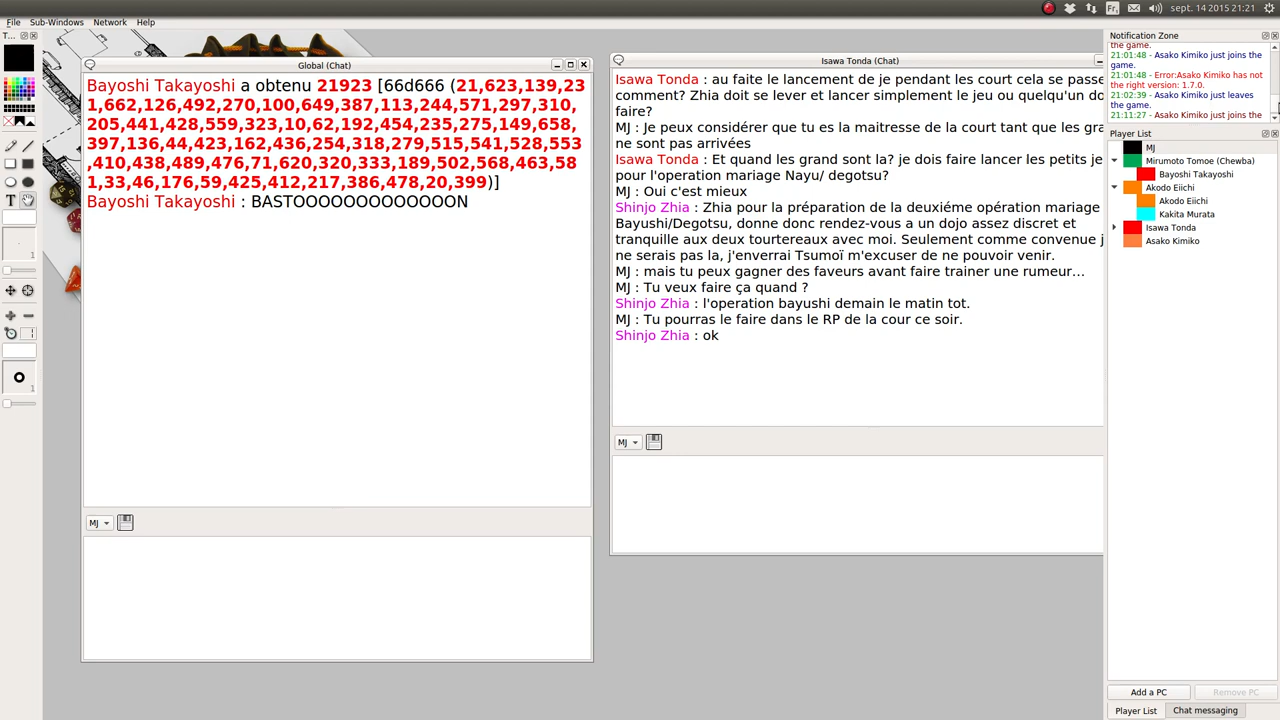 Fr
sept. 14 2015 21:21
File Sub-Windows Network Help
T...
Global (Chat)
Bayoshi Takayoshi a obtenu 21923 [66d666 (21,623,139,23
1,662,126,492,270,100,649,387,113,244,571,297,310,
205,441,428,559,323,10,62,192,454,235,275,149,658,
397,136,44,423,162,436,254,318,279,515,541,528,553
,410,438,489,476,71,620,320,333,189,502,568,463,58
1,33,46,176,59,425,412,217,386,478,20,399)]
Bayoshi Takayoshi : BASTOOOOOOOOOOOOON
MJ
Isawa Tonda (Chat)
Isawa Tonda : au faite le lancement de je pendant les court cela se passe
comment? Zhia doit se lever et lancer simplement le jeu ou quelqu'un do
faire?
MJ : Je peux considérer que tu es la maitresse de la court tant que les gra
ne sont pas arrivées
Isawa Tonda : Et quand les grand sont la? je dois faire lancer les petits je
pour l'operation mariage Nayu/ degotsu?
MJ : Oui c'est mieux
Shinjo Zhia : Zhia pour la préparation de la deuxiéme opération mariage
Bayushi/Degotsu, donne donc rendez-vous a un dojo assez discret et
tranquille aux deux tourtereaux avec moi. Seulement comme convenue j
ne serais pas la, j'enverrai Tsumoï m'excuser de ne pouvoir venir.
MJ : mais tu peux gagner des faveurs avant faire trainer une rumeur...
MJ : Tu veux faire ça quand ?
Shinjo Zhia : l'operation bayushi demain le matin tot.
MJ : Tu pourras le faire dans le RP de la cour ce soir.
Shinjo Zhia : ok
MJ
Notification Zone
the game.
21:01:48 - Asako Kimiko just joins the
game.
21:01:48 - Error:Asako Kimiko has not
the right version: 1.7.0.
21:02:39 - Asako Kimiko just leaves
the game.
21:11:27 - Asako Kimiko just joins the
Player List
MJ
Mirumoto Tomoe (Chewba)
Bayoshi Takayoshi
Akodo Eiichi
Akodo Eiichi
Kakita Murata
Isawa Tonda
Asako Kimiko
Add a PC Remove PC
Player List Chat messaging
T
1
1
1